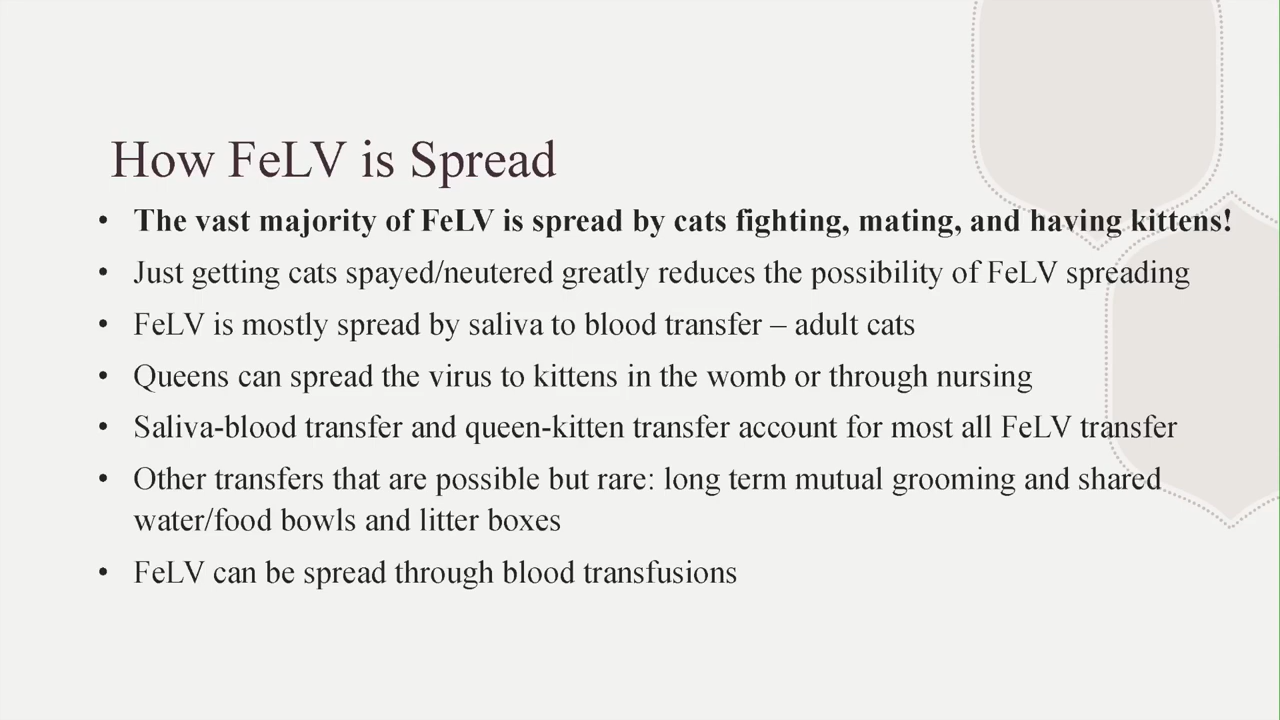 How FeLV is Spread
• The vast majority of FeLV is spread by cats fighting, mating, and having kittens!
• Just getting cats spayed/neutered greatly reduces the possibility of FeLV spreading
• FeLV is mostly spread by saliva to blood transfer – adult cats
• Queens can spread the virus to kittens in the womb or through nursing
• Saliva-blood transfer and queen-kitten transfer account for most all FeLV transfer
• Other transfers that are possible but rare: long term mutual grooming and shared
water/food bowls and litter boxes
• FeLV can be spread through blood transfusions